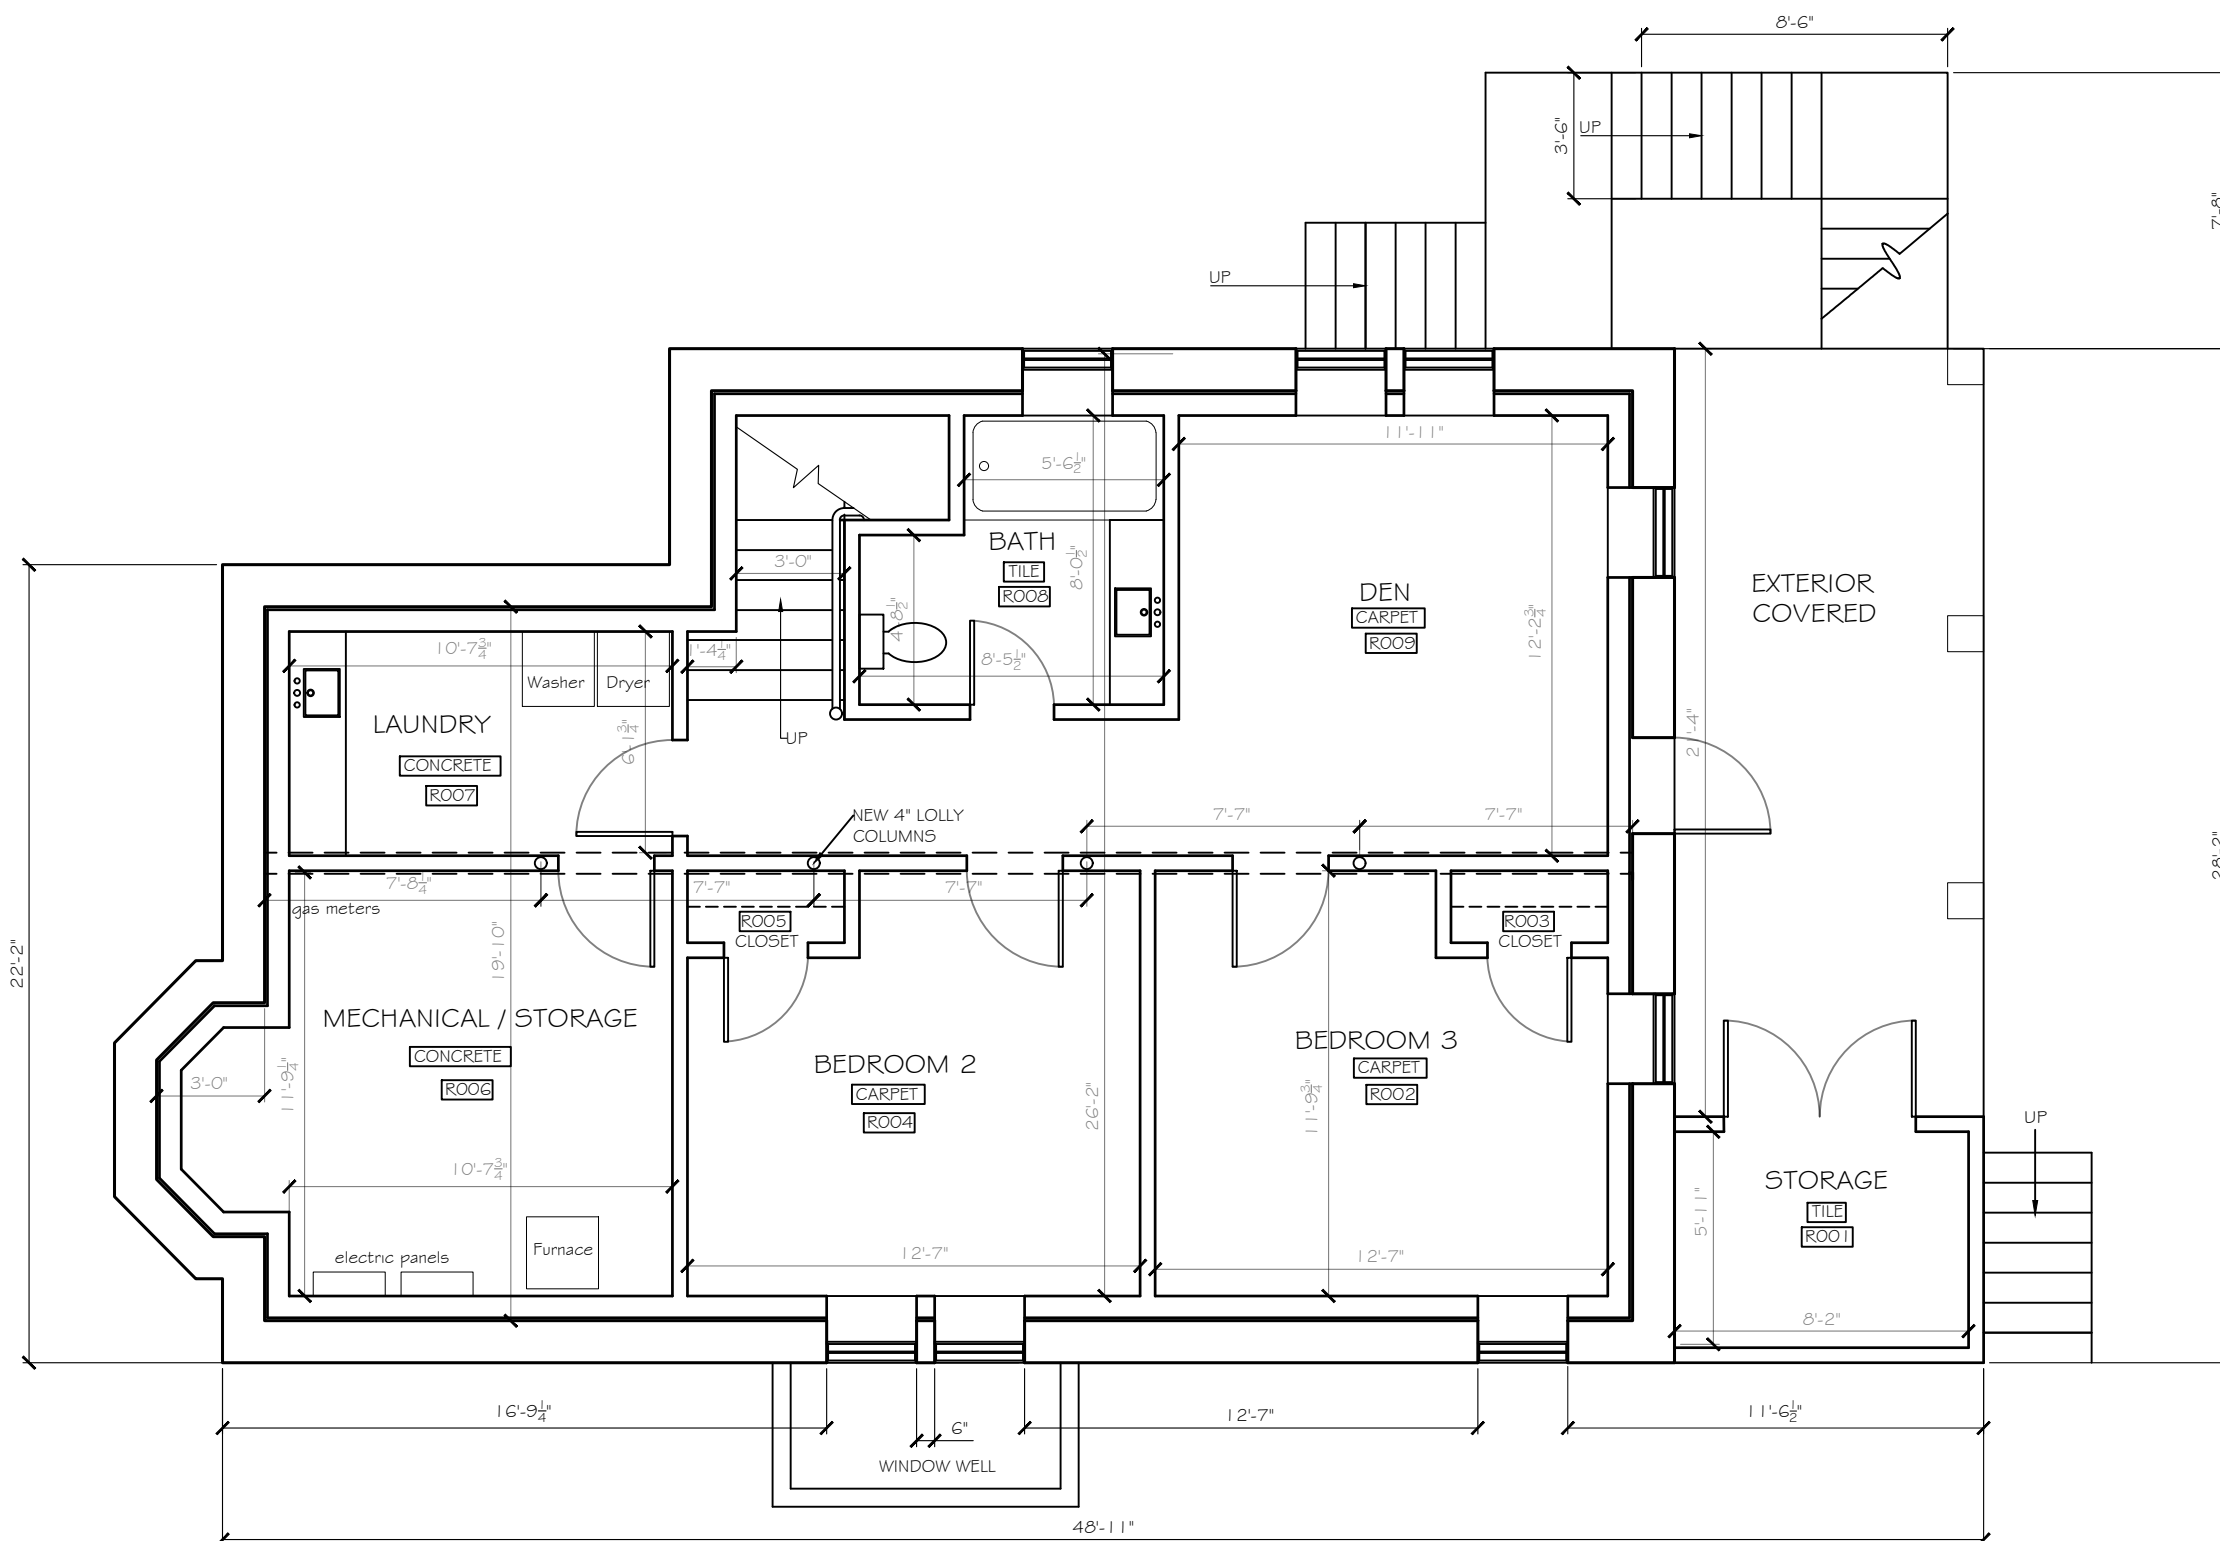 8'-6"
3'-6"
UP
7'-8"
UP
11'-11"
5'-6½"
BATH
TILE
R008
8'-0½"
3'-0"
4'-8½"
8'-5½"
DEN
CARPET
R009
12'-2¾"
EXTERIOR
COVERED
10'-7¾"
1'-4¼"
Washer
Dryer
LAUNDRY
CONCRETE
R007
6'-1¾"
UP
21'-4"
NEW 4" LOLLY
COLUMNS
7'-7"
7'-7"
28'-2"
7'-8¼"
7'-7"
7'-7"
gas meters
R005
CLOSET
R003
CLOSET
22'-2"
19'-10"
MECHANICAL / STORAGE
CONCRETE
R006
3'-0"
11'-9¼"
BEDROOM 2
CARPET
R004
26'-2"
BEDROOM 3
CARPET
R002
11'-9¾"
UP
STORAGE
TILE
R001
5'-11"
10'-7¾"
electric panels
Furnace
12'-7"
12'-7"
8'-2"
16'-9¼"
6"
12'-7"
11'-6½"
WINDOW WELL
48'-11"